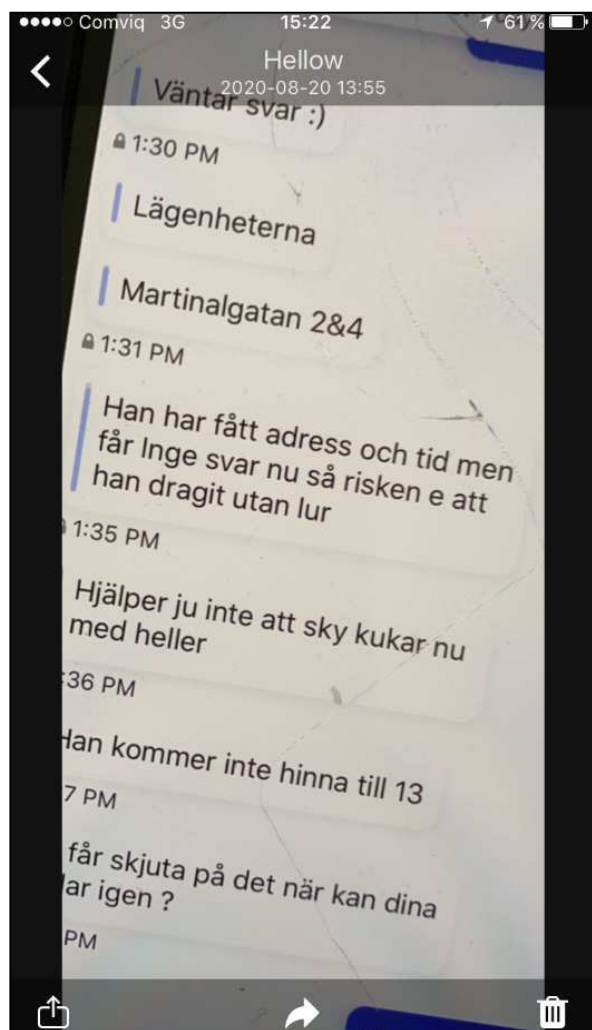 Comviq 3G 15:22 61 %
Hellow
2020-08-20 13:55
Väntar svar :)
1:30 PM
Lägenheterna
Martinalgatan 2&4
1:31 PM
Han har fått adress och tid men
får Inge svar nu så risken e att
han dragit utan lur
1:35 PM
Hjälper ju inte att sky kukar nu
med heller
:36 PM
Han kommer inte hinna till 13
7 PM
får skjuta på det när kan dina
lar igen ?
PM